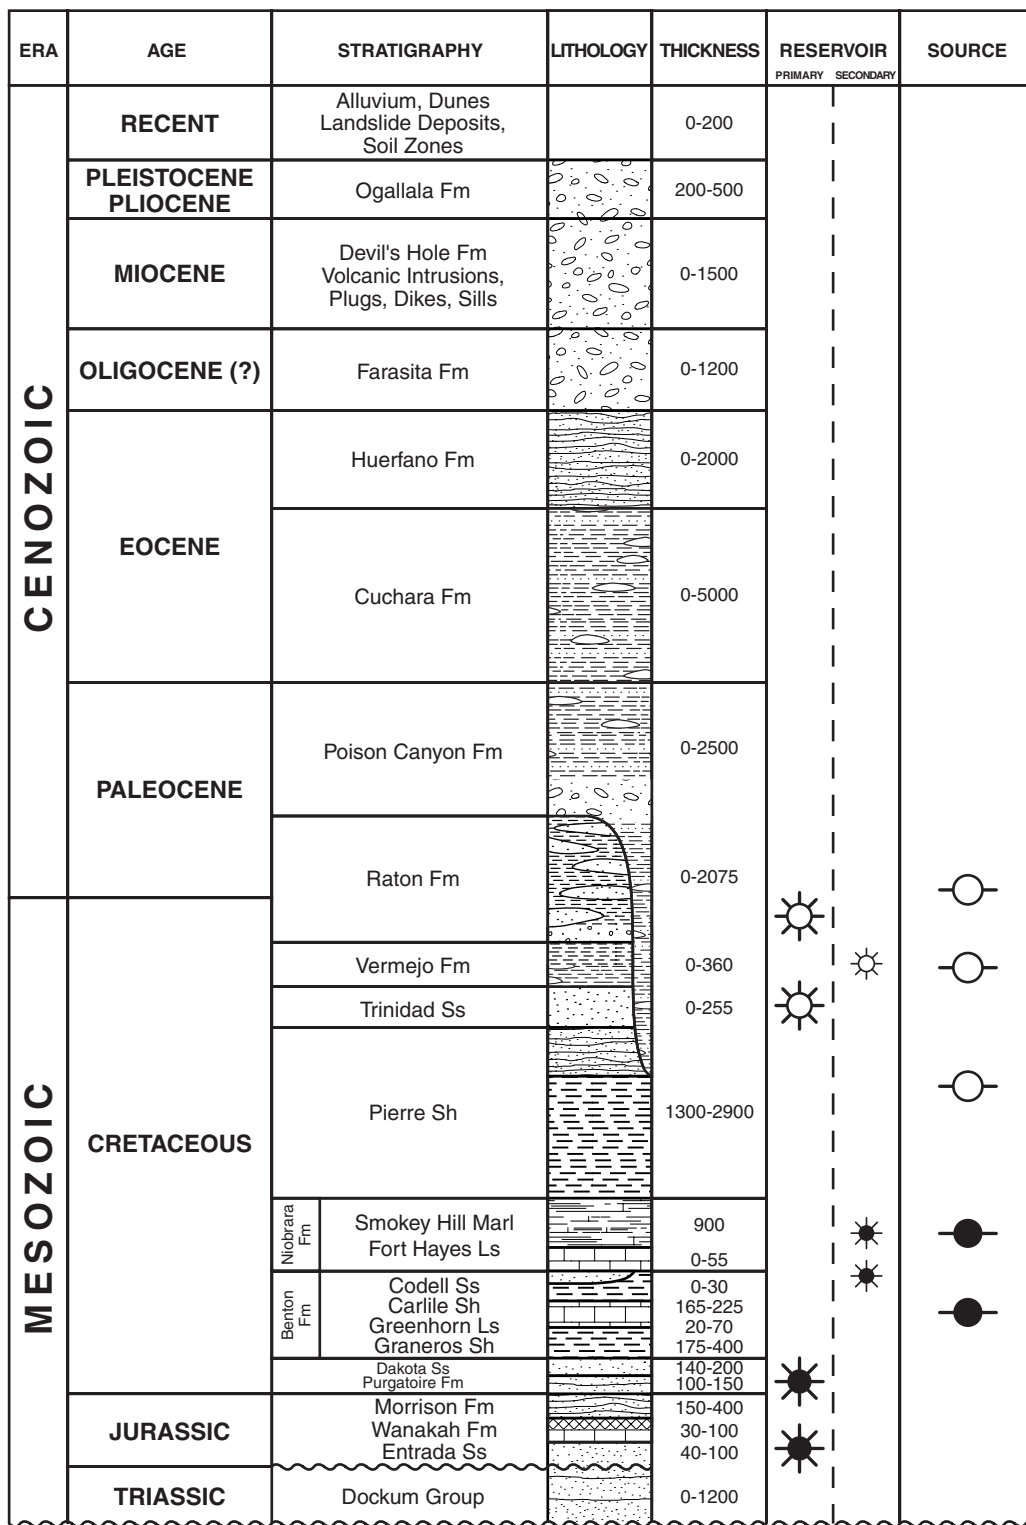 ERA
AGE
STRATIGRAPHY
LITHOLOGY
THICKNESS
RESERVOIR
PRIMARY SECONDARY
SOURCE
CENOZOIC
RECENT
Alluvium, Dunes
Landslide Deposits,
Soil Zones
0-200
PLEISTOCENE
PLIOCENE
Ogallala Fm
200-500
MIOCENE
Devil's Hole Fm
Volcanic Intrusions,
Plugs, Dikes, Sills
0-1500
OLIGOCENE (?)
Farasita Fm
0-1200
EOCENE
Huerfano Fm
0-2000
Cuchara Fm
0-5000
PALEOCENE
Poison Canyon Fm
0-2500
Raton Fm
0-2075
MESOZOIC
CRETACEOUS
Vermejo Fm
0-360
Trinidad Ss
0-255
Pierre Sh
1300-2900
Niobrara
Fm
Smokey Hill Marl
900
Fort Hayes Ls
0-55
Benton
Fm
Codell Ss
0-30
Carlile Sh
165-225
Greenhorn Ls
20-70
Graneros Sh
175-400
Dakota Ss
140-200
Purgatoire Fm
100-150
JURASSIC
Morrison Fm
150-400
Wanakah Fm
30-100
Entrada Ss
40-100
TRIASSIC
Dockum Group
0-1200